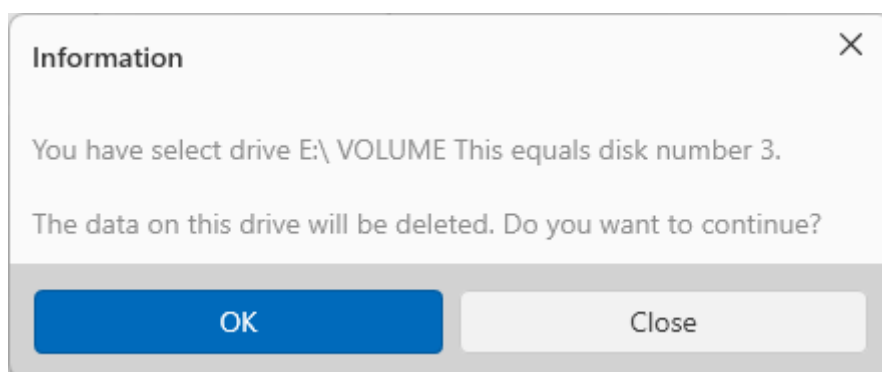 Information
You have select drive E:\ VOLUME This equals disk number 3.
The data on this drive will be deleted. Do you want to continue?
OK
Close